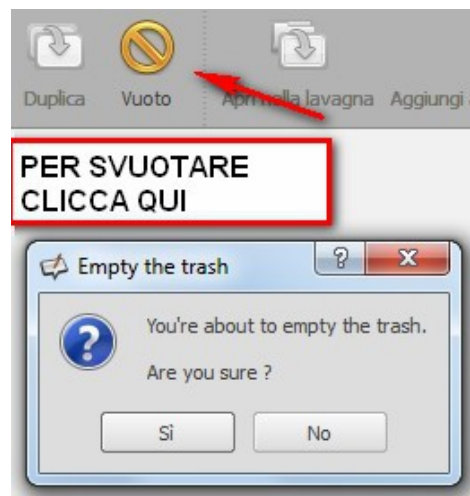 Duplica Vuoto Apri nella lavagna Aggiungi
PER SVUOTARE
CLICCA QUI
Empty the trash
You're about to empty the trash.
Are you sure ?
Sì No